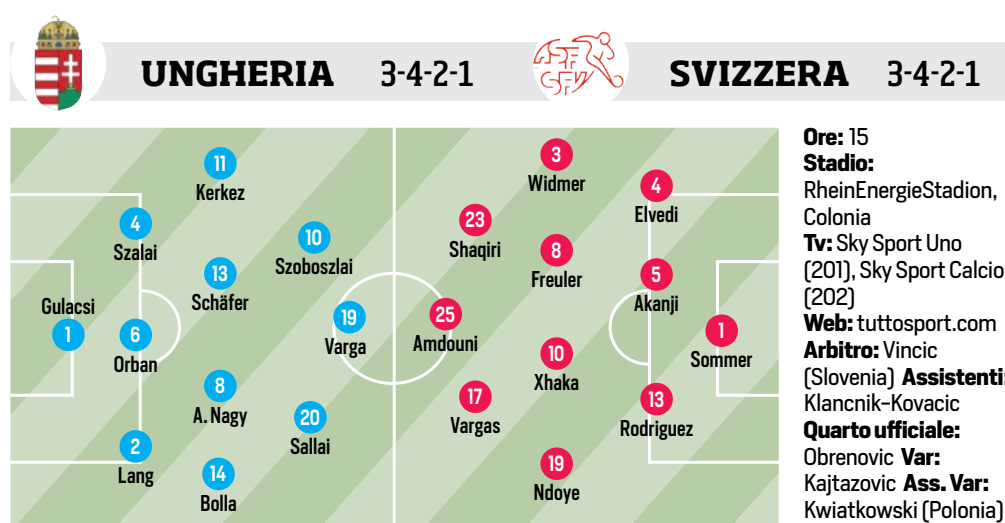 UNGHERIA 3-4-2-1
ASF
SFV
SVIZZERA 3-4-2-1
11
Kerkez
4
Szalai
10
Szoboszlai
13
Schäfer
Gulacsi
1
6
Orban
19
Varga
8
A. Nagy
20
Sallai
2
Lang
14
Bolla
3
Widmer
4
Elvedi
23
Shaqiri
8
Freuler
5
Akanji
25
Amdouni
1
Sommer
10
Xhaka
17
Vargas
13
Rodriguez
19
Ndoye
Ore: 15
Stadio:
RheinEnergieStadion,
Colonia
Tv: Sky Sport Uno
(201), Sky Sport Calcio
(202)
Web: tuttosport.com
Arbitro: Vincic
(Slovenia) Assistenti:
Klancnik-Kovacic
Quarto ufficiale:
Obrenovic Var:
Kajtazovic Ass. Var:
Kwiatkowski (Polonia)